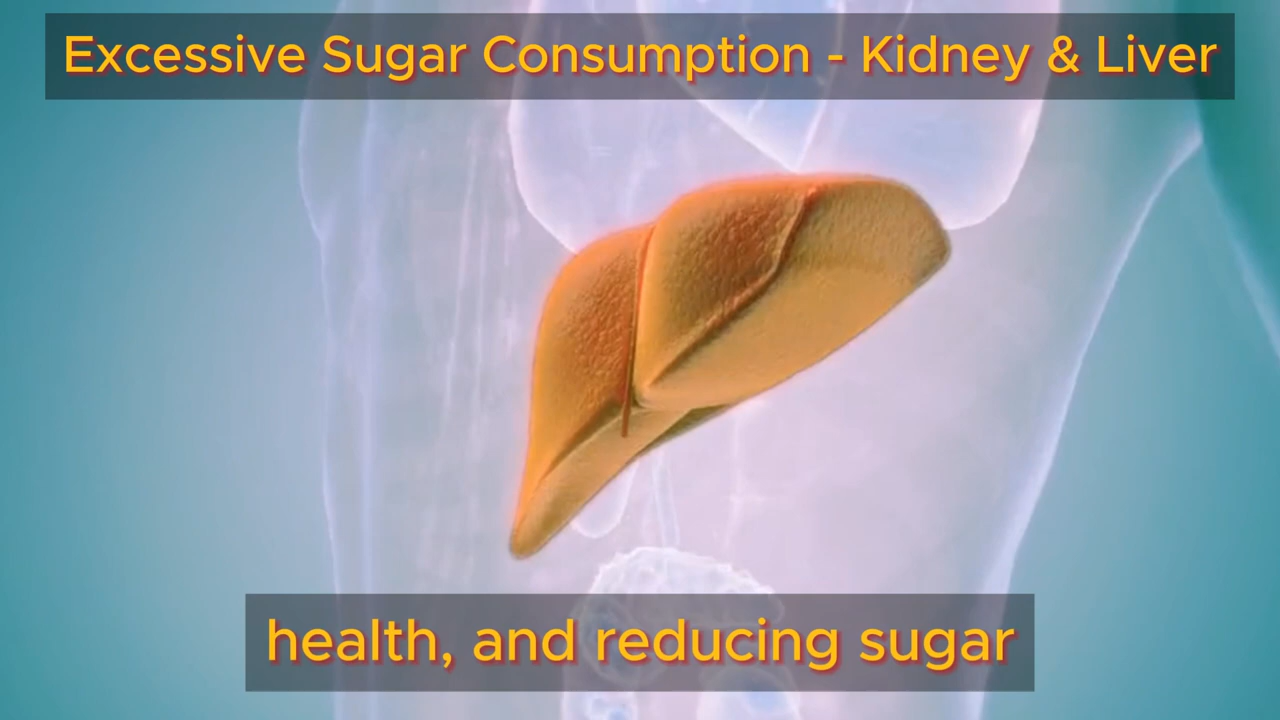 Excessive Sugar Consumption - Kidney & Liver
health, and reducing sugar